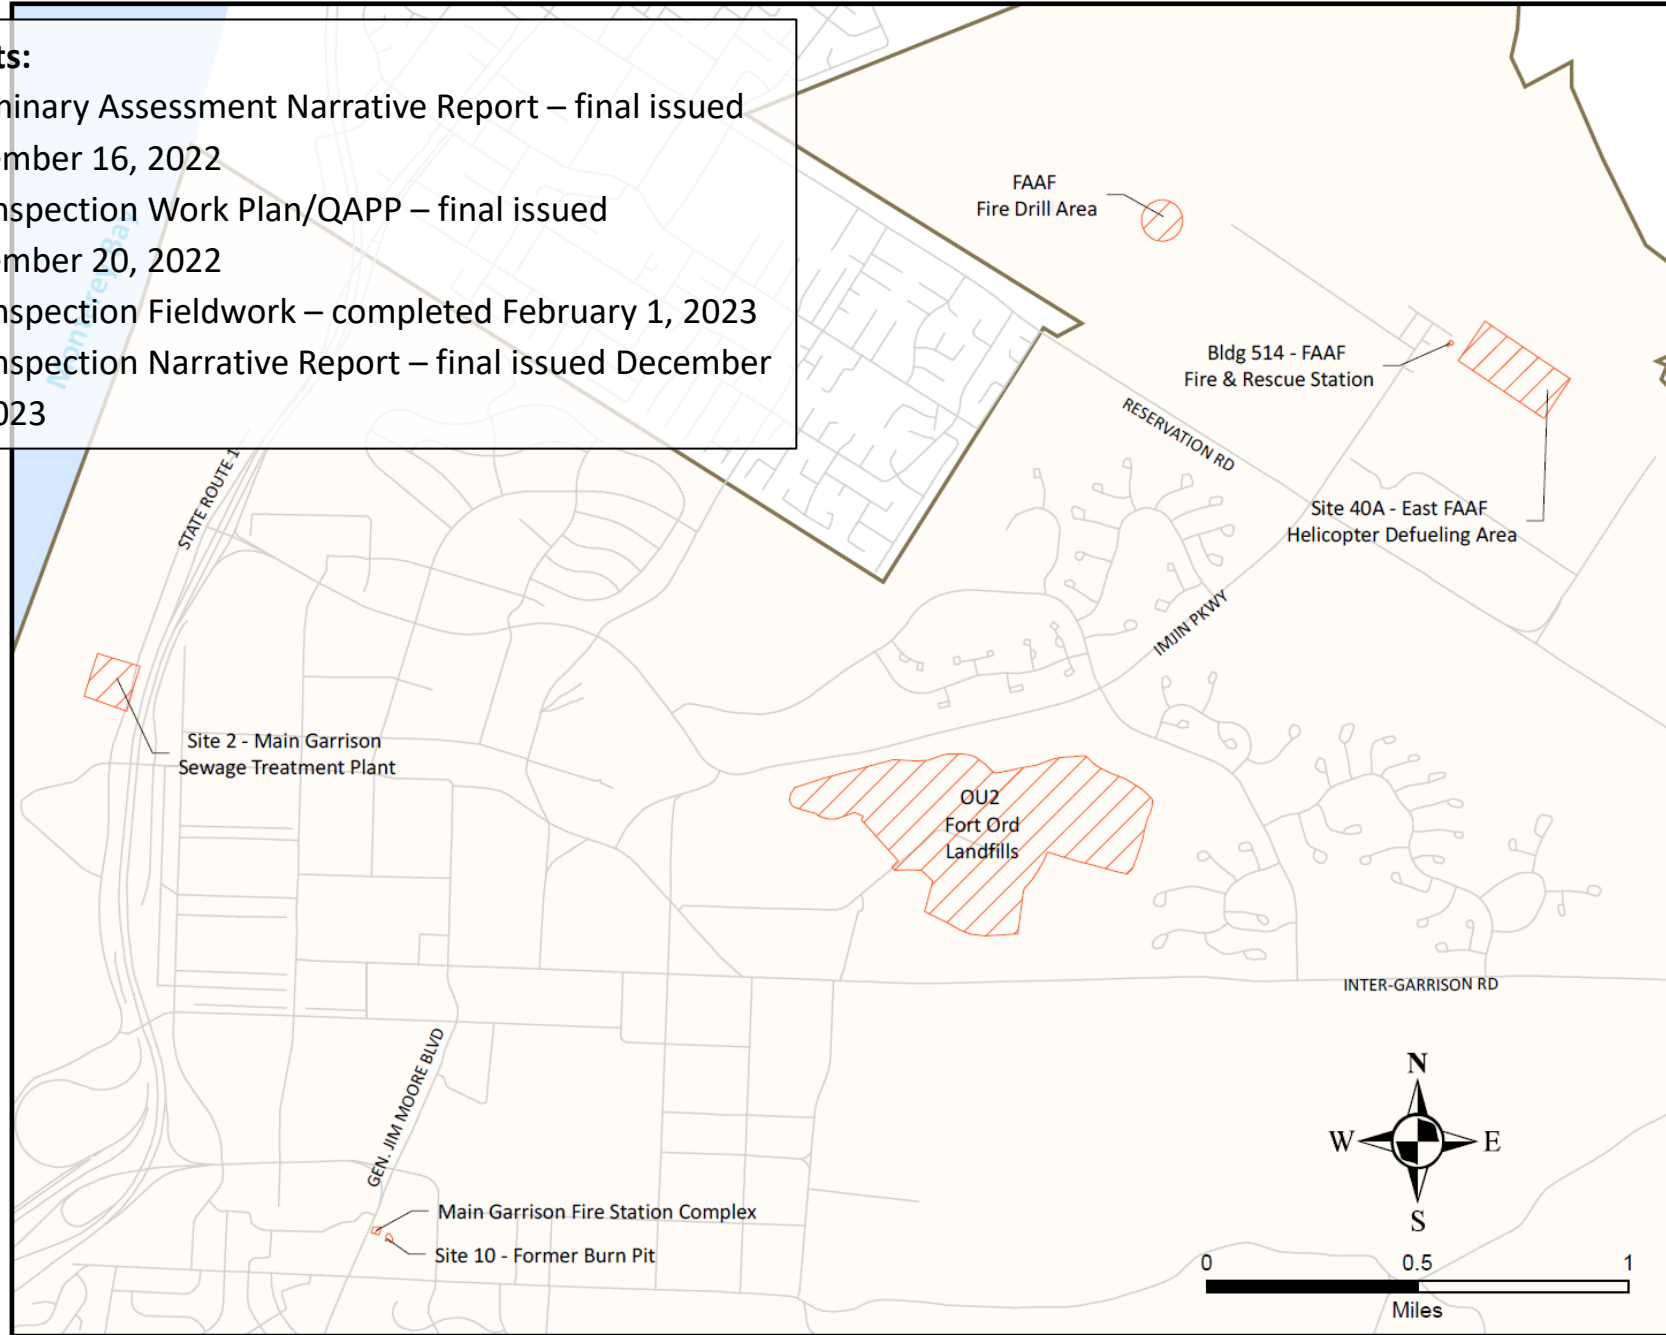 ts:
ninary Assessment Narrative Report – final issued
ember 16, 2022
nspection Work Plan/QAPP – final issued
ember 20, 2022
nspection Fieldwork – completed February 1, 2023
nspection Narrative Report – final issued December
023
Monterey Bay
FAAF
Fire Drill Area
Bldg 514 - FAAF
Fire & Rescue Station
RESERVATION RD
Site 40A - East FAAF
Helicopter Defueling Area
STATE ROUTE 1
IMJIN PKWY
Site 2 - Main Garrison
Sewage Treatment Plant
OU2
Fort Ord
Landfills
INTER-GARRISON RD
GEN. JIM MOORE BLVD
Main Garrison Fire Station Complex
Site 10 - Former Burn Pit
N
W E
S
0 0.5 1
Miles